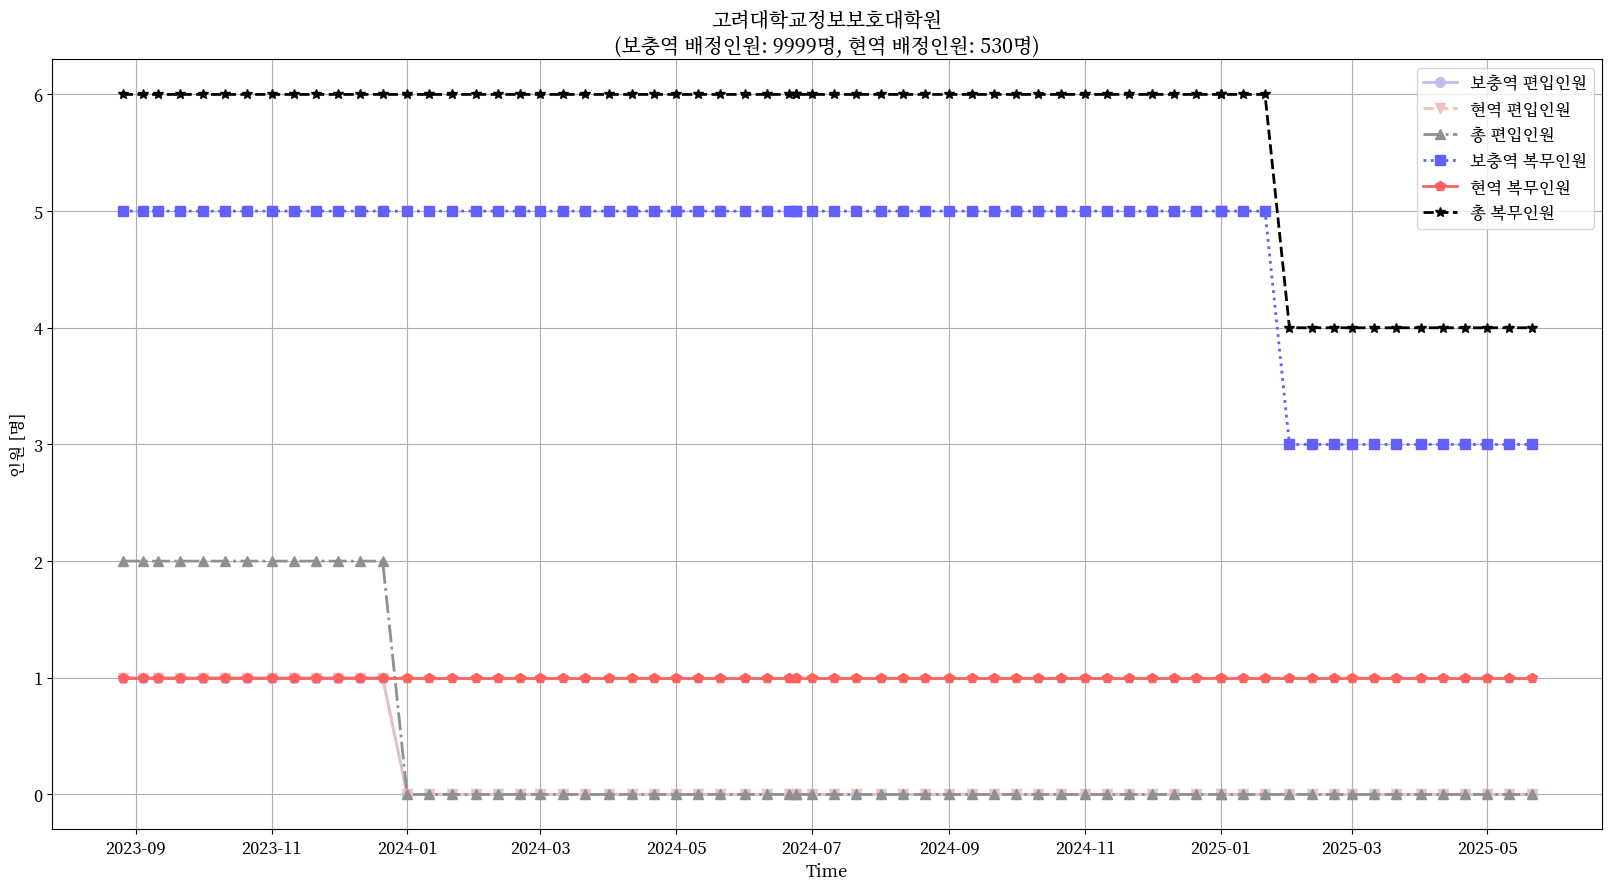 고려대학교정보보호대학원
(보충역 배정인원: 9999명, 현역 배정인원: 530명)
보충역 편입인원
현역 편입인원
총 편입인원
보충역 복무인원
현역 복무인원
총 복무인원
인원 [명]
6
5
4
3
2
1
0
2023-09 2023-11 2024-01 2024-03 2024-05 2024-07 2024-09 2024-11 2025-01 2025-03 2025-05
Time